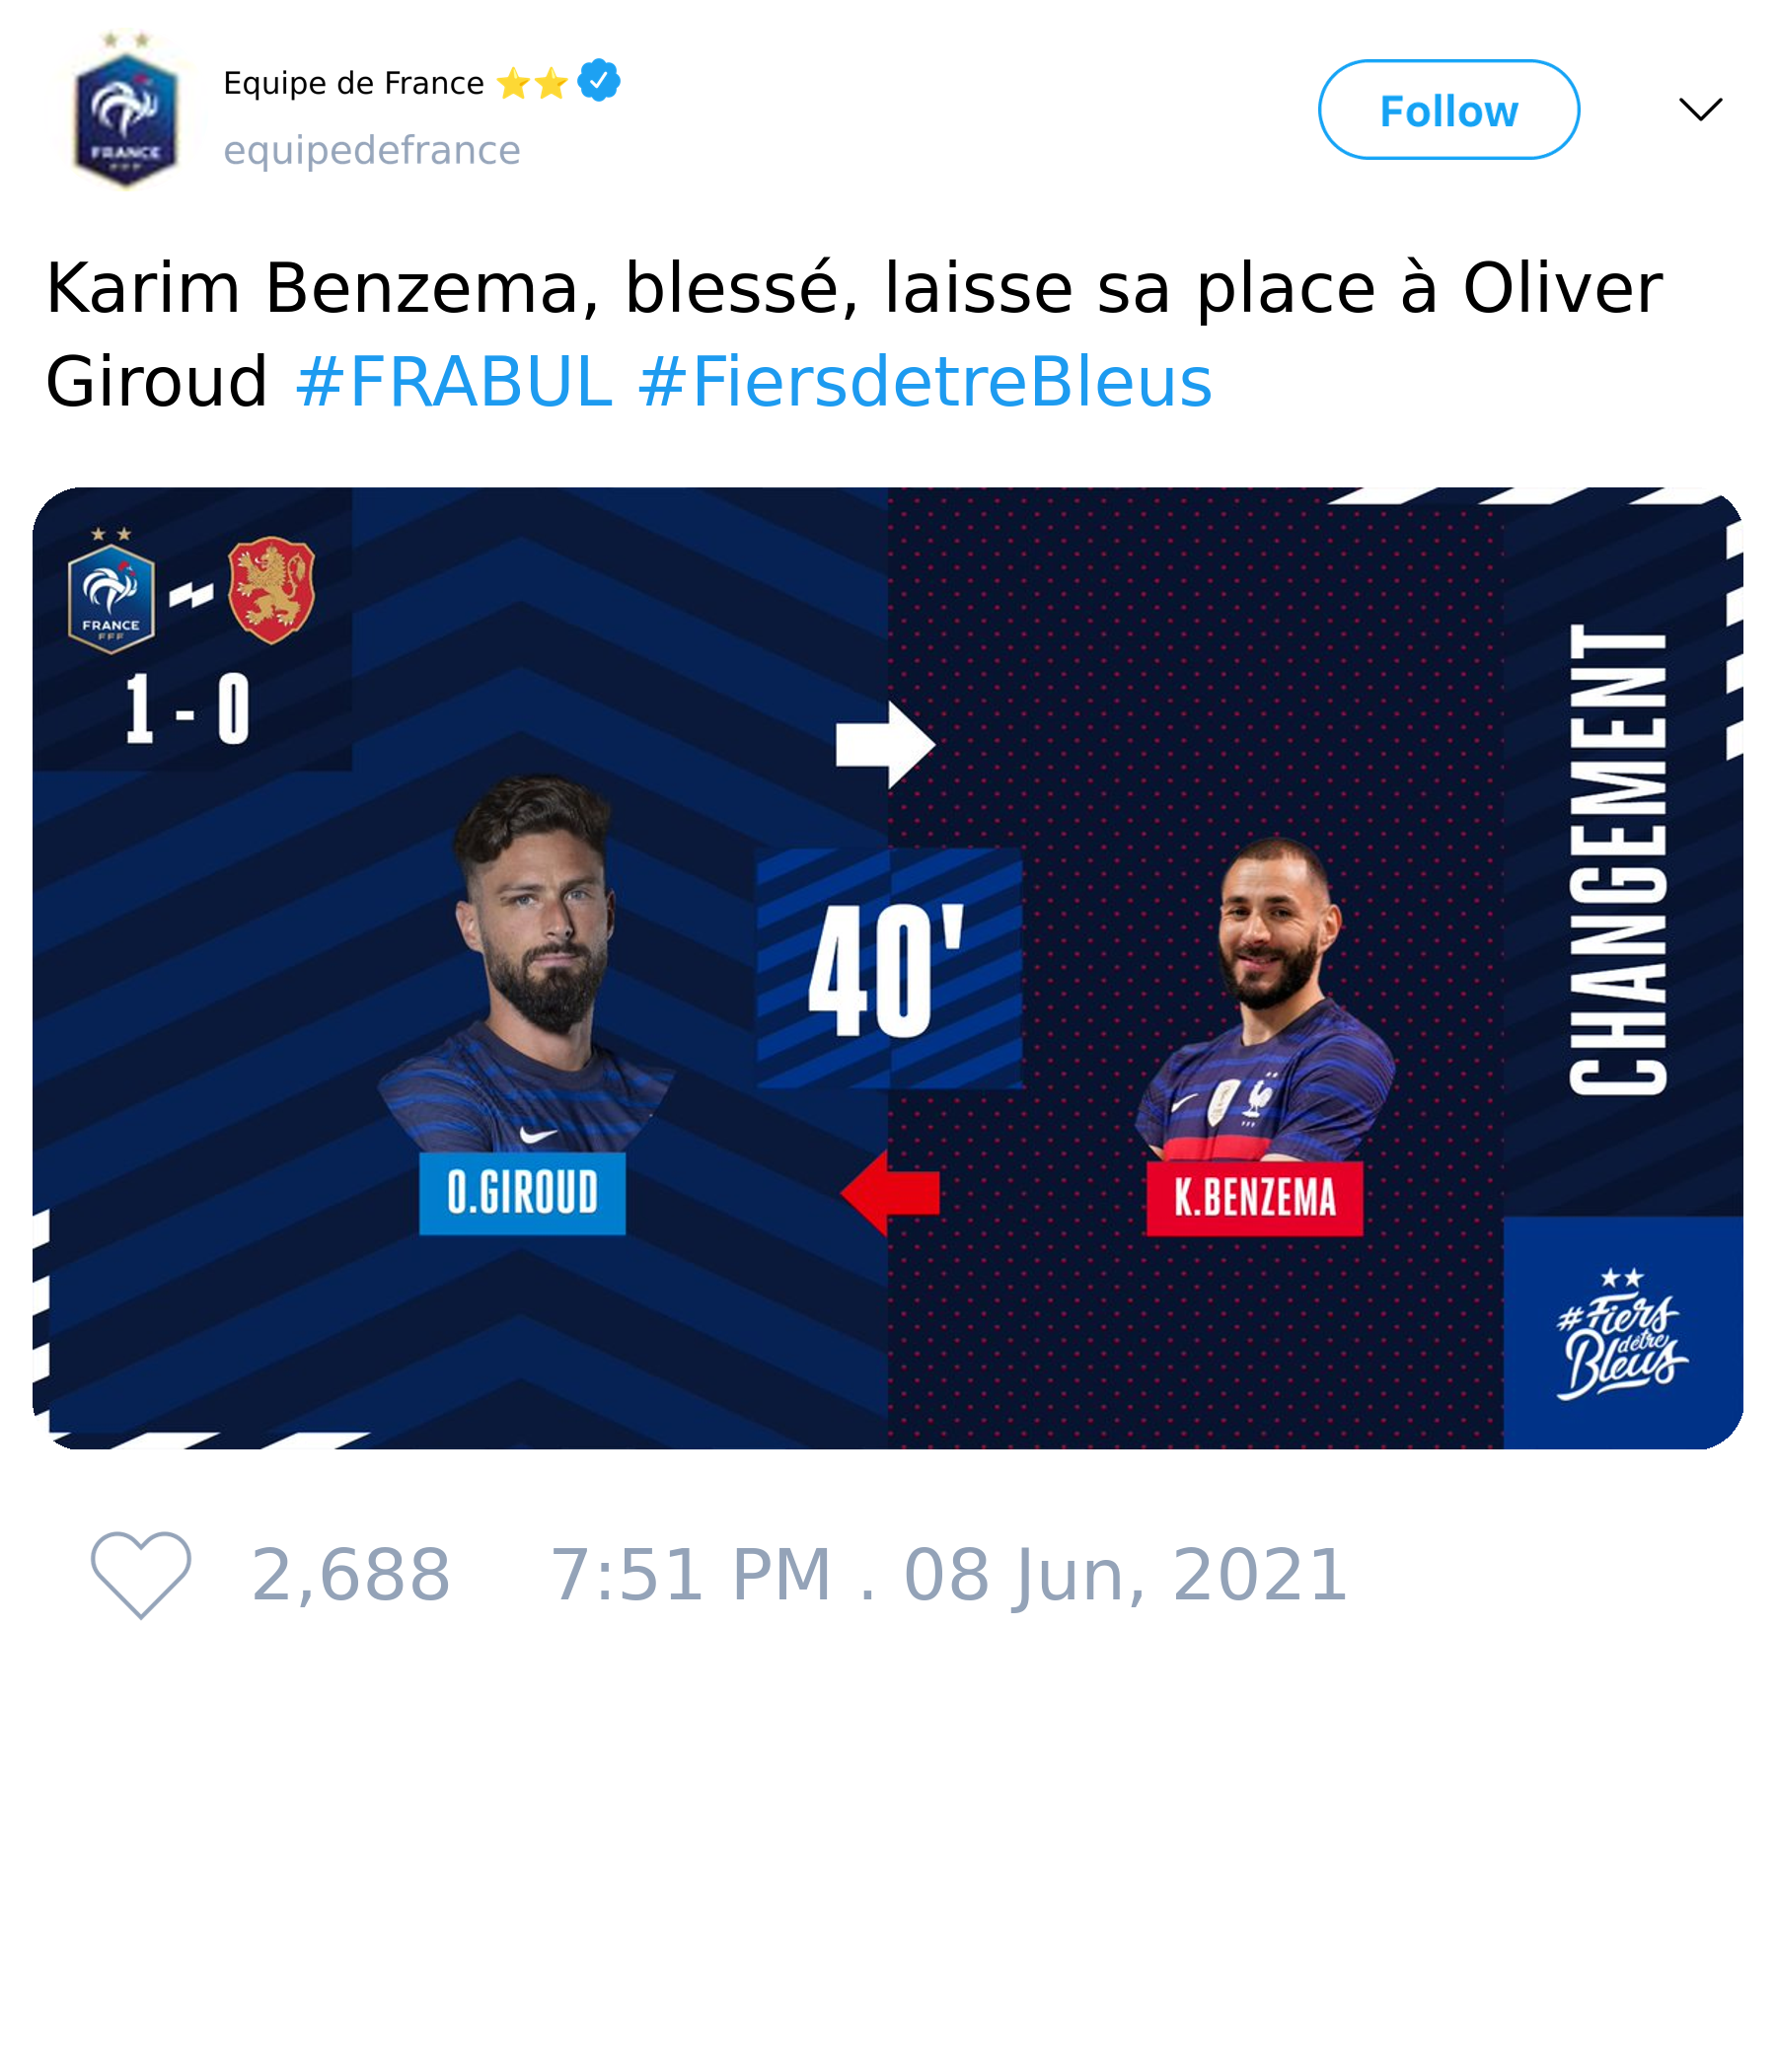 Equipe de France ⭐⭐
equipedefrance
Follow
Karim Benzema, blessé, laisse sa place à Oliver
Giroud #FRABUL #FiersdetreBleus
FRANCE
FFF
1 - 0
40'
O.GIROUD
K.BENZEMA
CHANGEMENT
#Fiers
d'être
Bleus
2,688 7:51 PM . 08 Jun, 2021